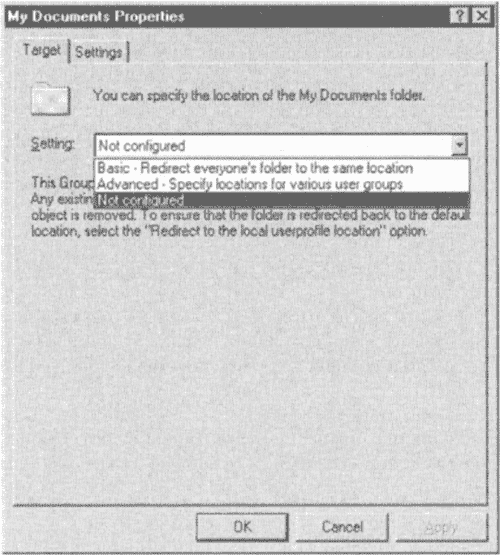 My Documents Properties
Target
Settings
You can specify the location of the My Documents folder.
Setting:
Not configured
Basic - Redirect everyone's folder to the same location
Advanced - Specify locations for various user groups
Not configured
This Group
Any existin
object is removed. To ensure that the folder is redirected back to the default
location, select the "Redirect to the local userprofile location" option.
OK
Cancel
Apply